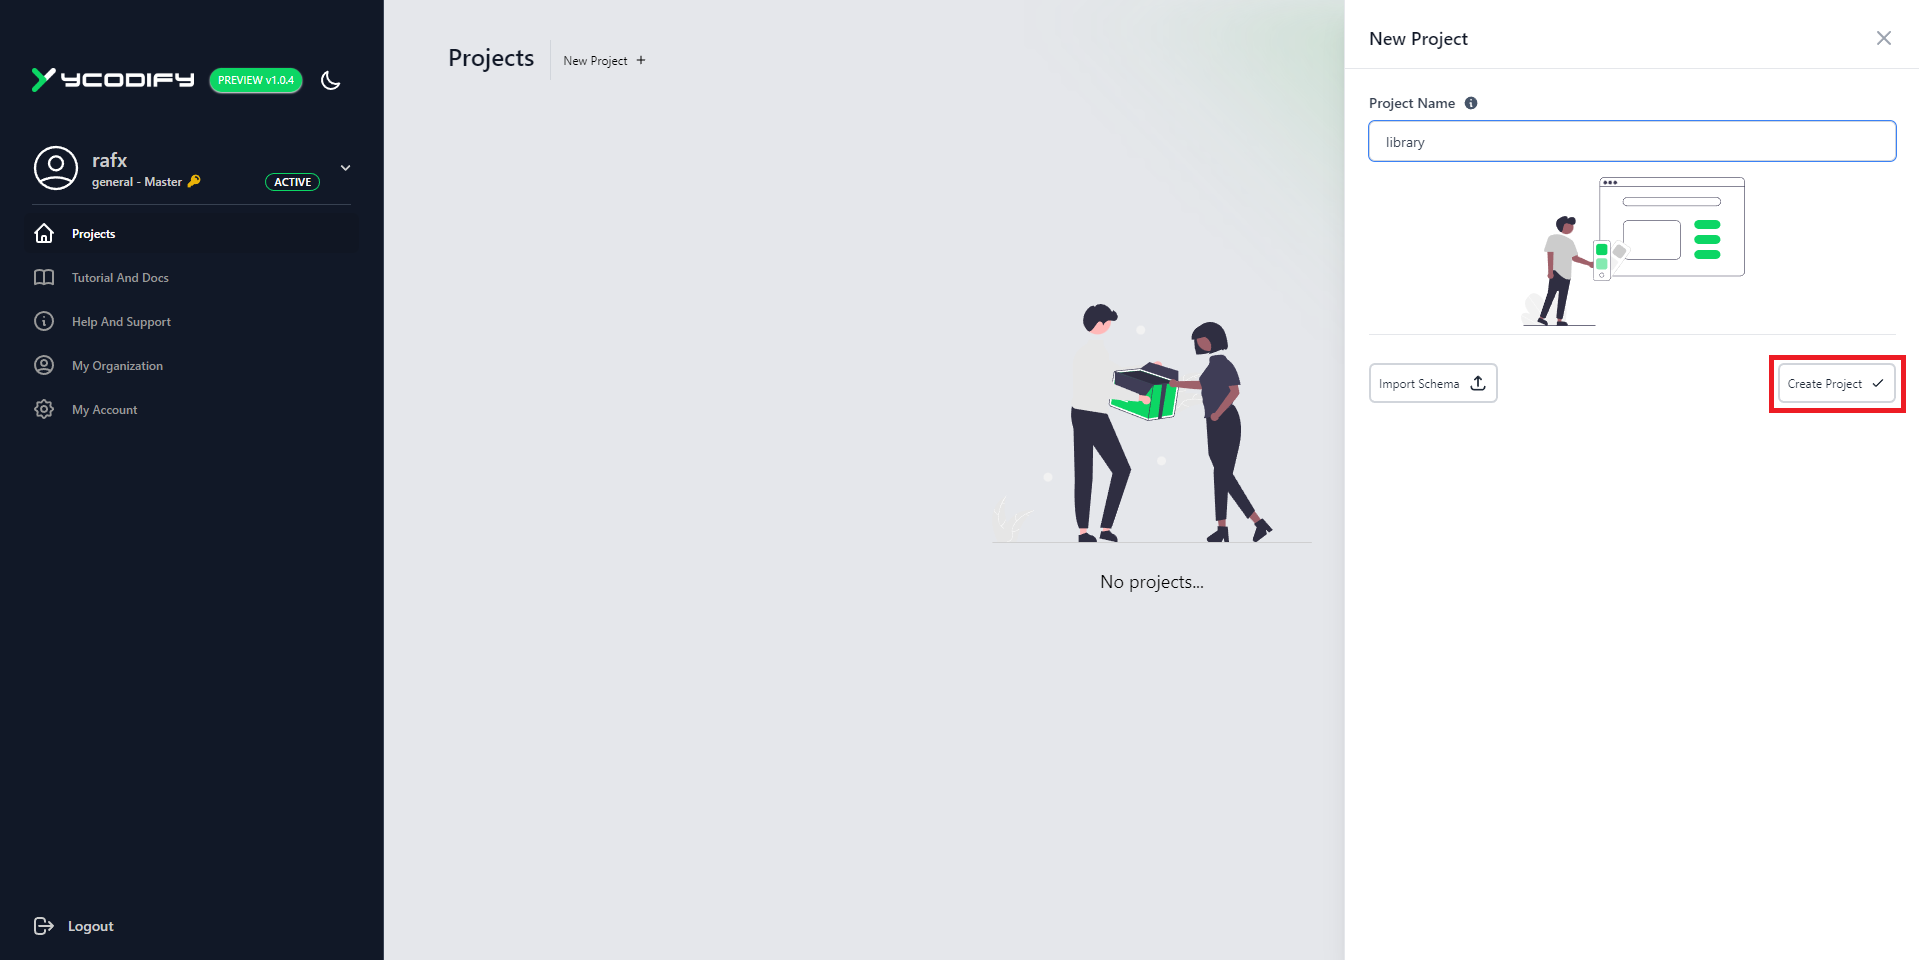 YCODIFY
PREVIEW v1.0.4
rafx
general - Master
ACTIVE
Projects
Tutorial And Docs
Help And Support
My Organization
My Account
Logout
Projects
New Project +
No projects...
New Project
Project Name
library
Import Schema
Create Project